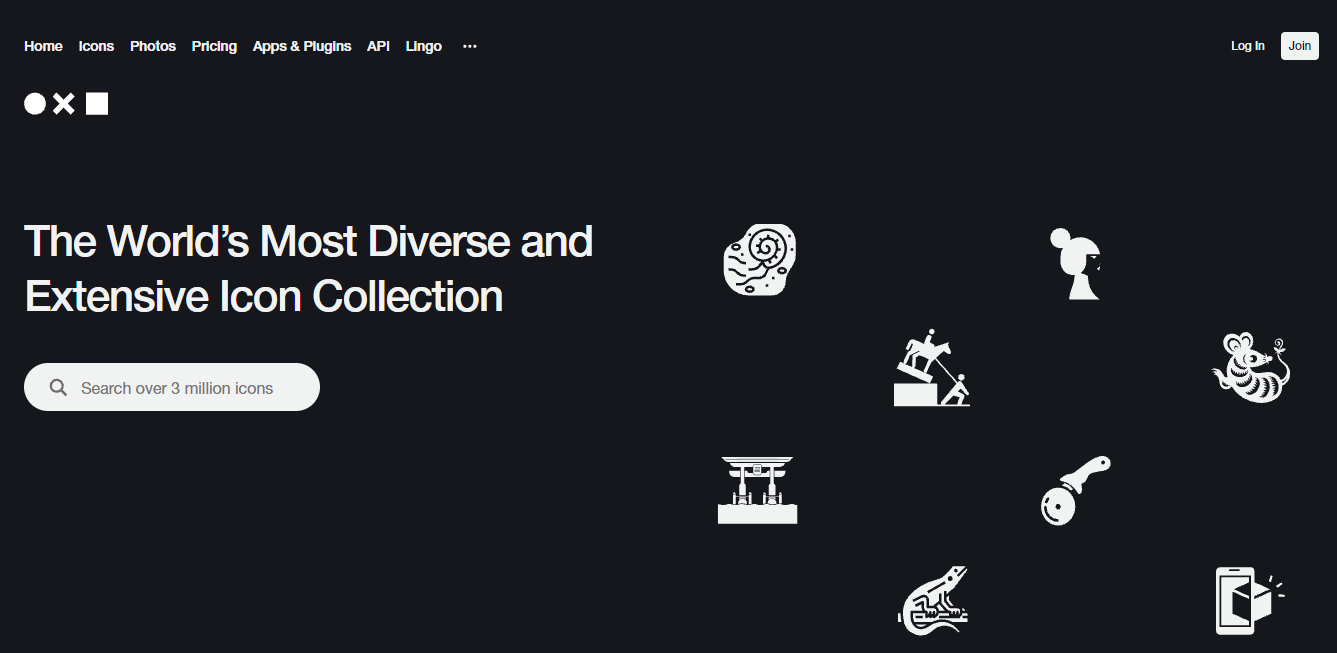 Home Icons Photos Pricing Apps & Plugins API Lingo ••• Log In Join
The World’s Most Diverse and
Extensive Icon Collection
Search over 3 million icons